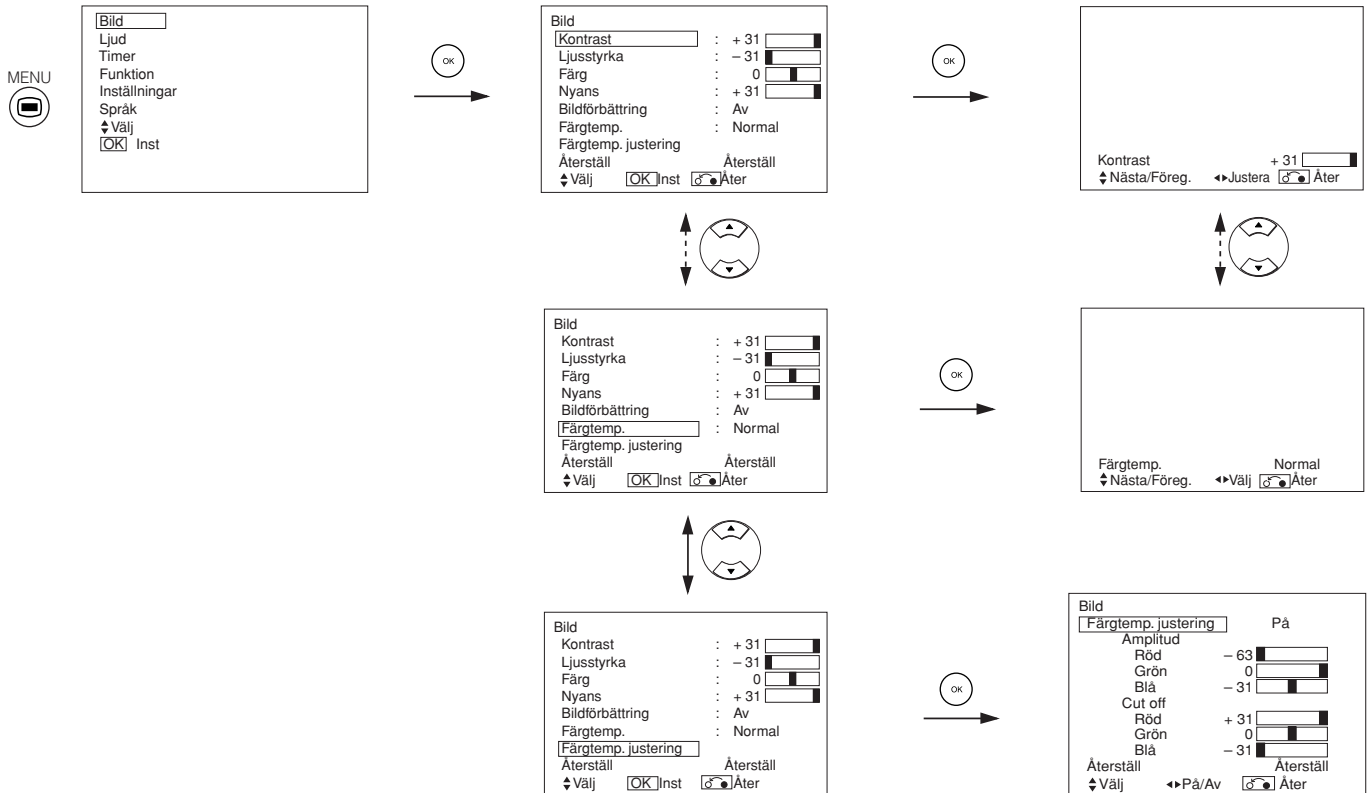 MENU
Bild
Ljud
Timer
Funktion
Inställningar
Språk
Välj
OK Inst
OK
Bild
Kontrast : + 31
Ljusstyrka : – 31
Färg : 0
Nyans : + 31
Bildförbättring : Av
Färgtemp. : Normal
Färgtemp. justering
Återställ Återställ
Välj OK Inst Åter
OK
Kontrast + 31
Nästa/Föreg. Justera Åter
Bild
Kontrast : + 31
Ljusstyrka : – 31
Färg : 0
Nyans : + 31
Bildförbättring : Av
Färgtemp. : Normal
Färgtemp. justering
Återställ Återställ
Välj OK Inst Åter
OK
Färgtemp. Normal
Nästa/Föreg. Välj Åter
Bild
Kontrast : + 31
Ljusstyrka : – 31
Färg : 0
Nyans : + 31
Bildförbättring : Av
Färgtemp. : Normal
Färgtemp. justering
Återställ Återställ
Välj OK Inst Åter
OK
Bild
Färgtemp. justering På
Amplitud
Röd – 63
Grön 0
Blå – 31
Cut off
Röd + 31
Grön 0
Blå – 31
Återställ Återställ
Välj På/Av Åter